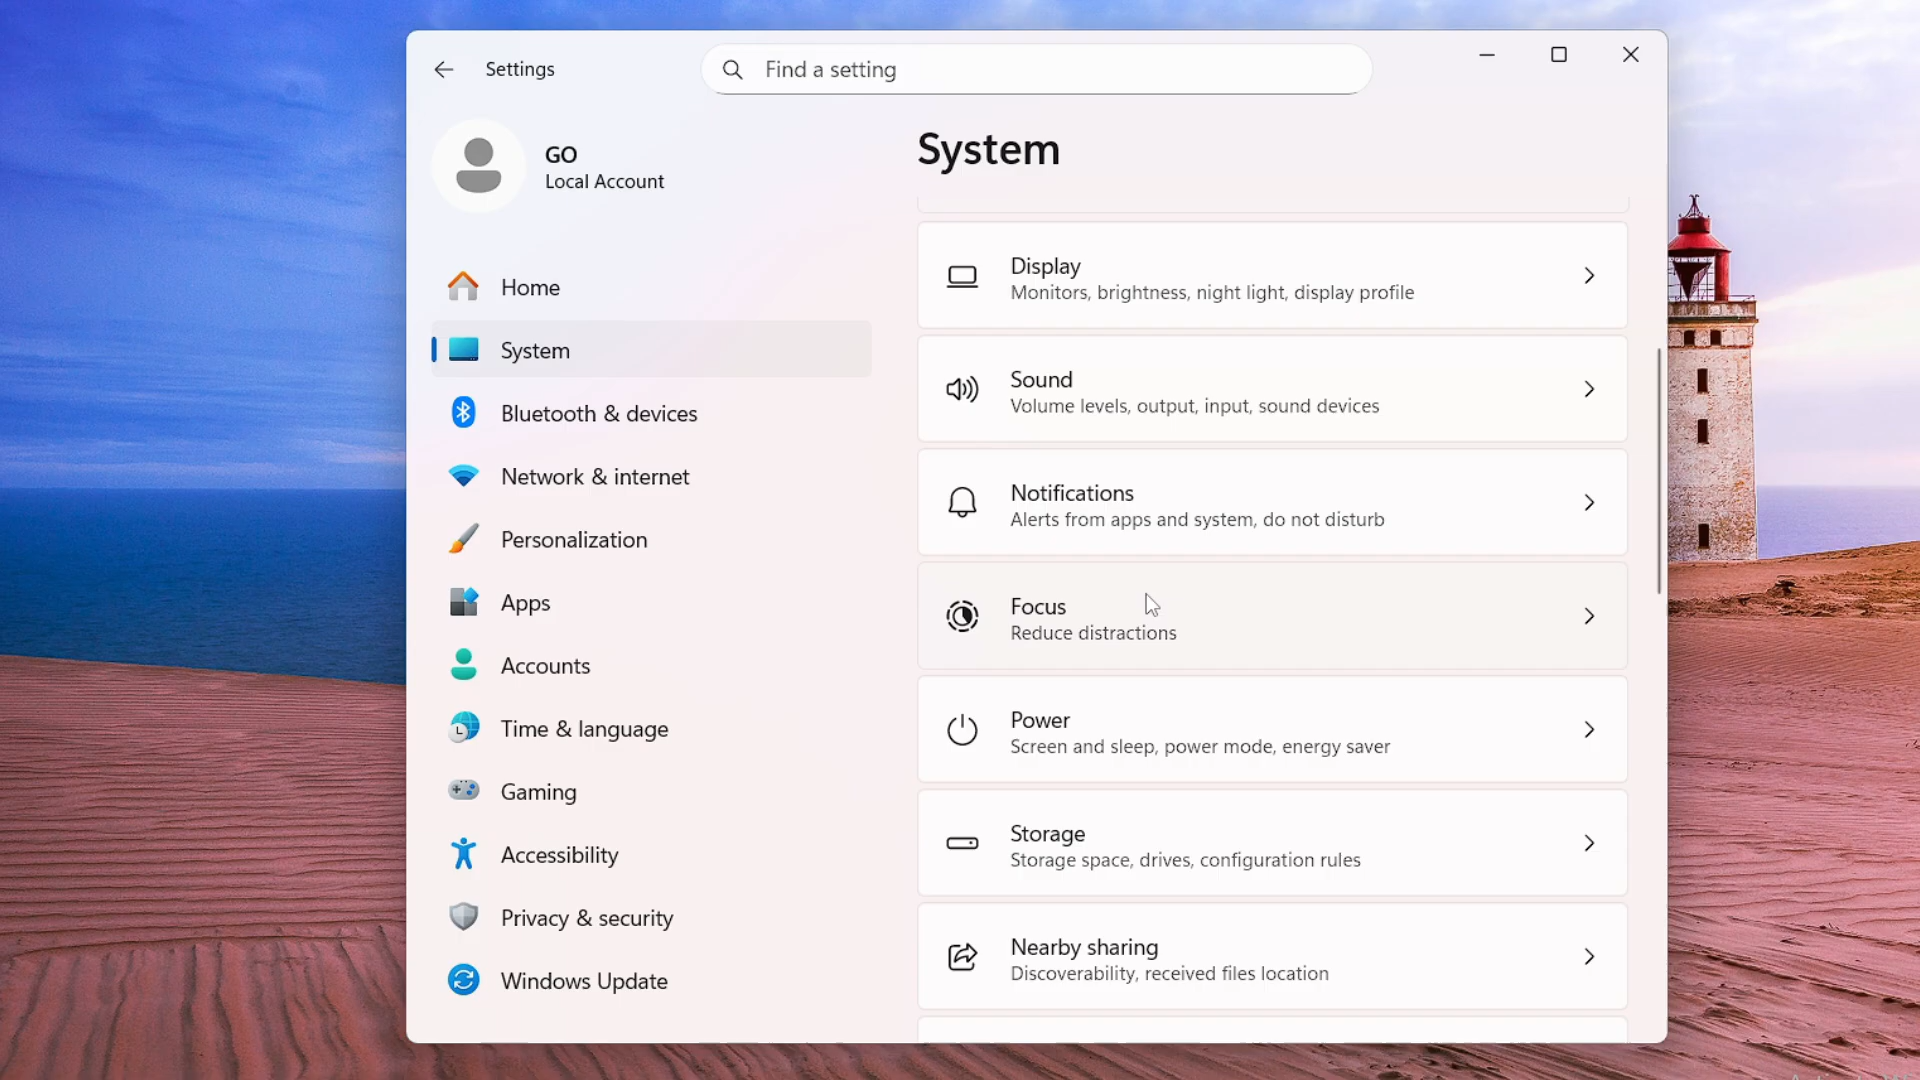 Settings
Find a setting
GO
Local Account
Home
System
Bluetooth & devices
Network & internet
Personalization
Apps
Accounts
Time & language
Gaming
Accessibility
Privacy & security
Windows Update
System
Display
Monitors, brightness, night light, display profile
Sound
Volume levels, output, input, sound devices
Notifications
Alerts from apps and system, do not disturb
Focus
Reduce distractions
Power
Screen and sleep, power mode, energy saver
Storage
Storage space, drives, configuration rules
Nearby sharing
Discoverability, received files location